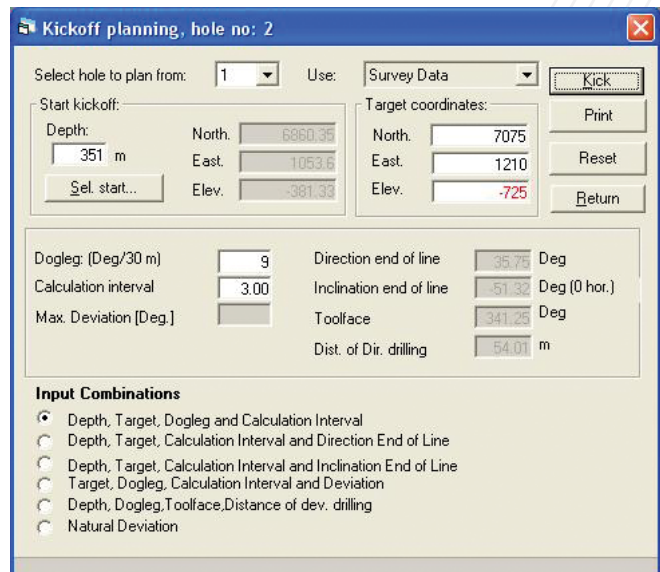 Kickoff planning, hole no: 2
Select hole to plan from: 1 Use: Survey Data Kick
Start kickoff: Target coordinates: Print
Depth: North. 6860.35 North. 7075
351 m East. 1053.6 East. 1210 Reset
Sel. start... Elev. -381.33 Elev. -725 Return
Dogleg: (Deg/30 m) 9 Direction end of line 35.75 Deg
Calculation interval 3.00 Inclination end of line -51.32 Deg (0 hor.)
Max. Deviation [Deg.] Toolface 341.25 Deg
Dist. of Dir. drilling 54.01 m
Input Combinations
Depth, Target, Dogleg and Calculation Interval
Depth, Target, Calculation Interval and Direction End of Line
Depth, Target, Calculation Interval and Inclination End of Line
Target, Dogleg, Calculation Interval and Deviation
Depth, Dogleg,Toolface,Distance of dev. drilling
Natural Deviation